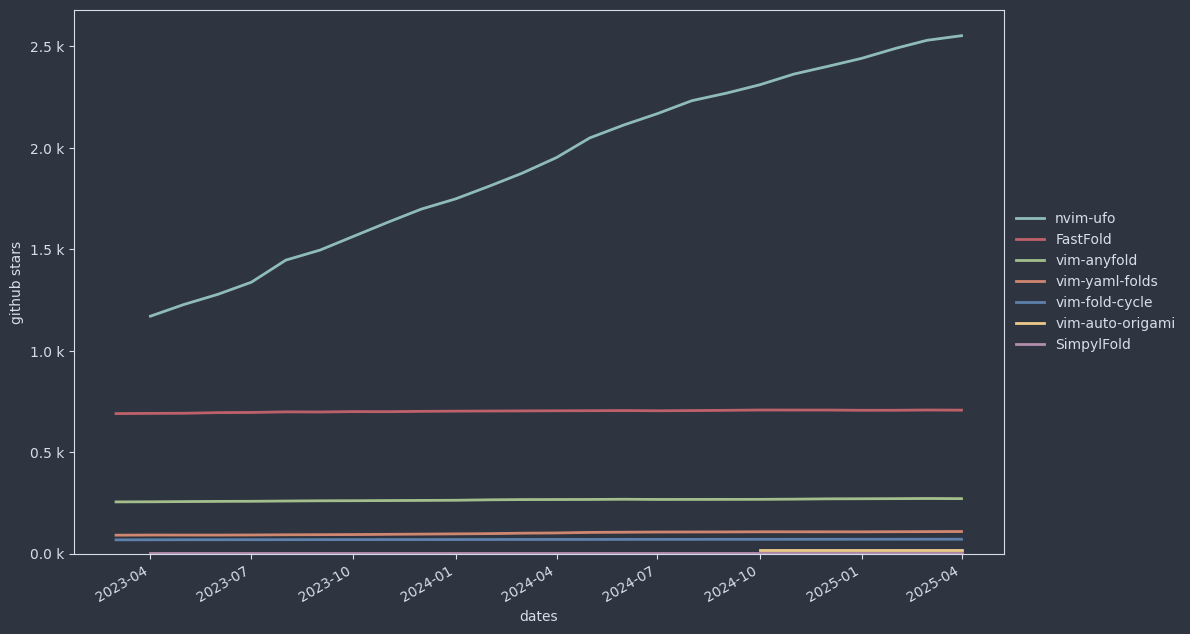 2.5 k
2.0 k
1.5 k
1.0 k
0.5 k
0.0 k
github stars
2023-04
2023-07
2023-10
2024-01
2024-04
2024-07
2024-10
2025-01
2025-04
dates
nvim-ufo
FastFold
vim-anyfold
vim-yaml-folds
vim-fold-cycle
vim-auto-origami
SimpylFold